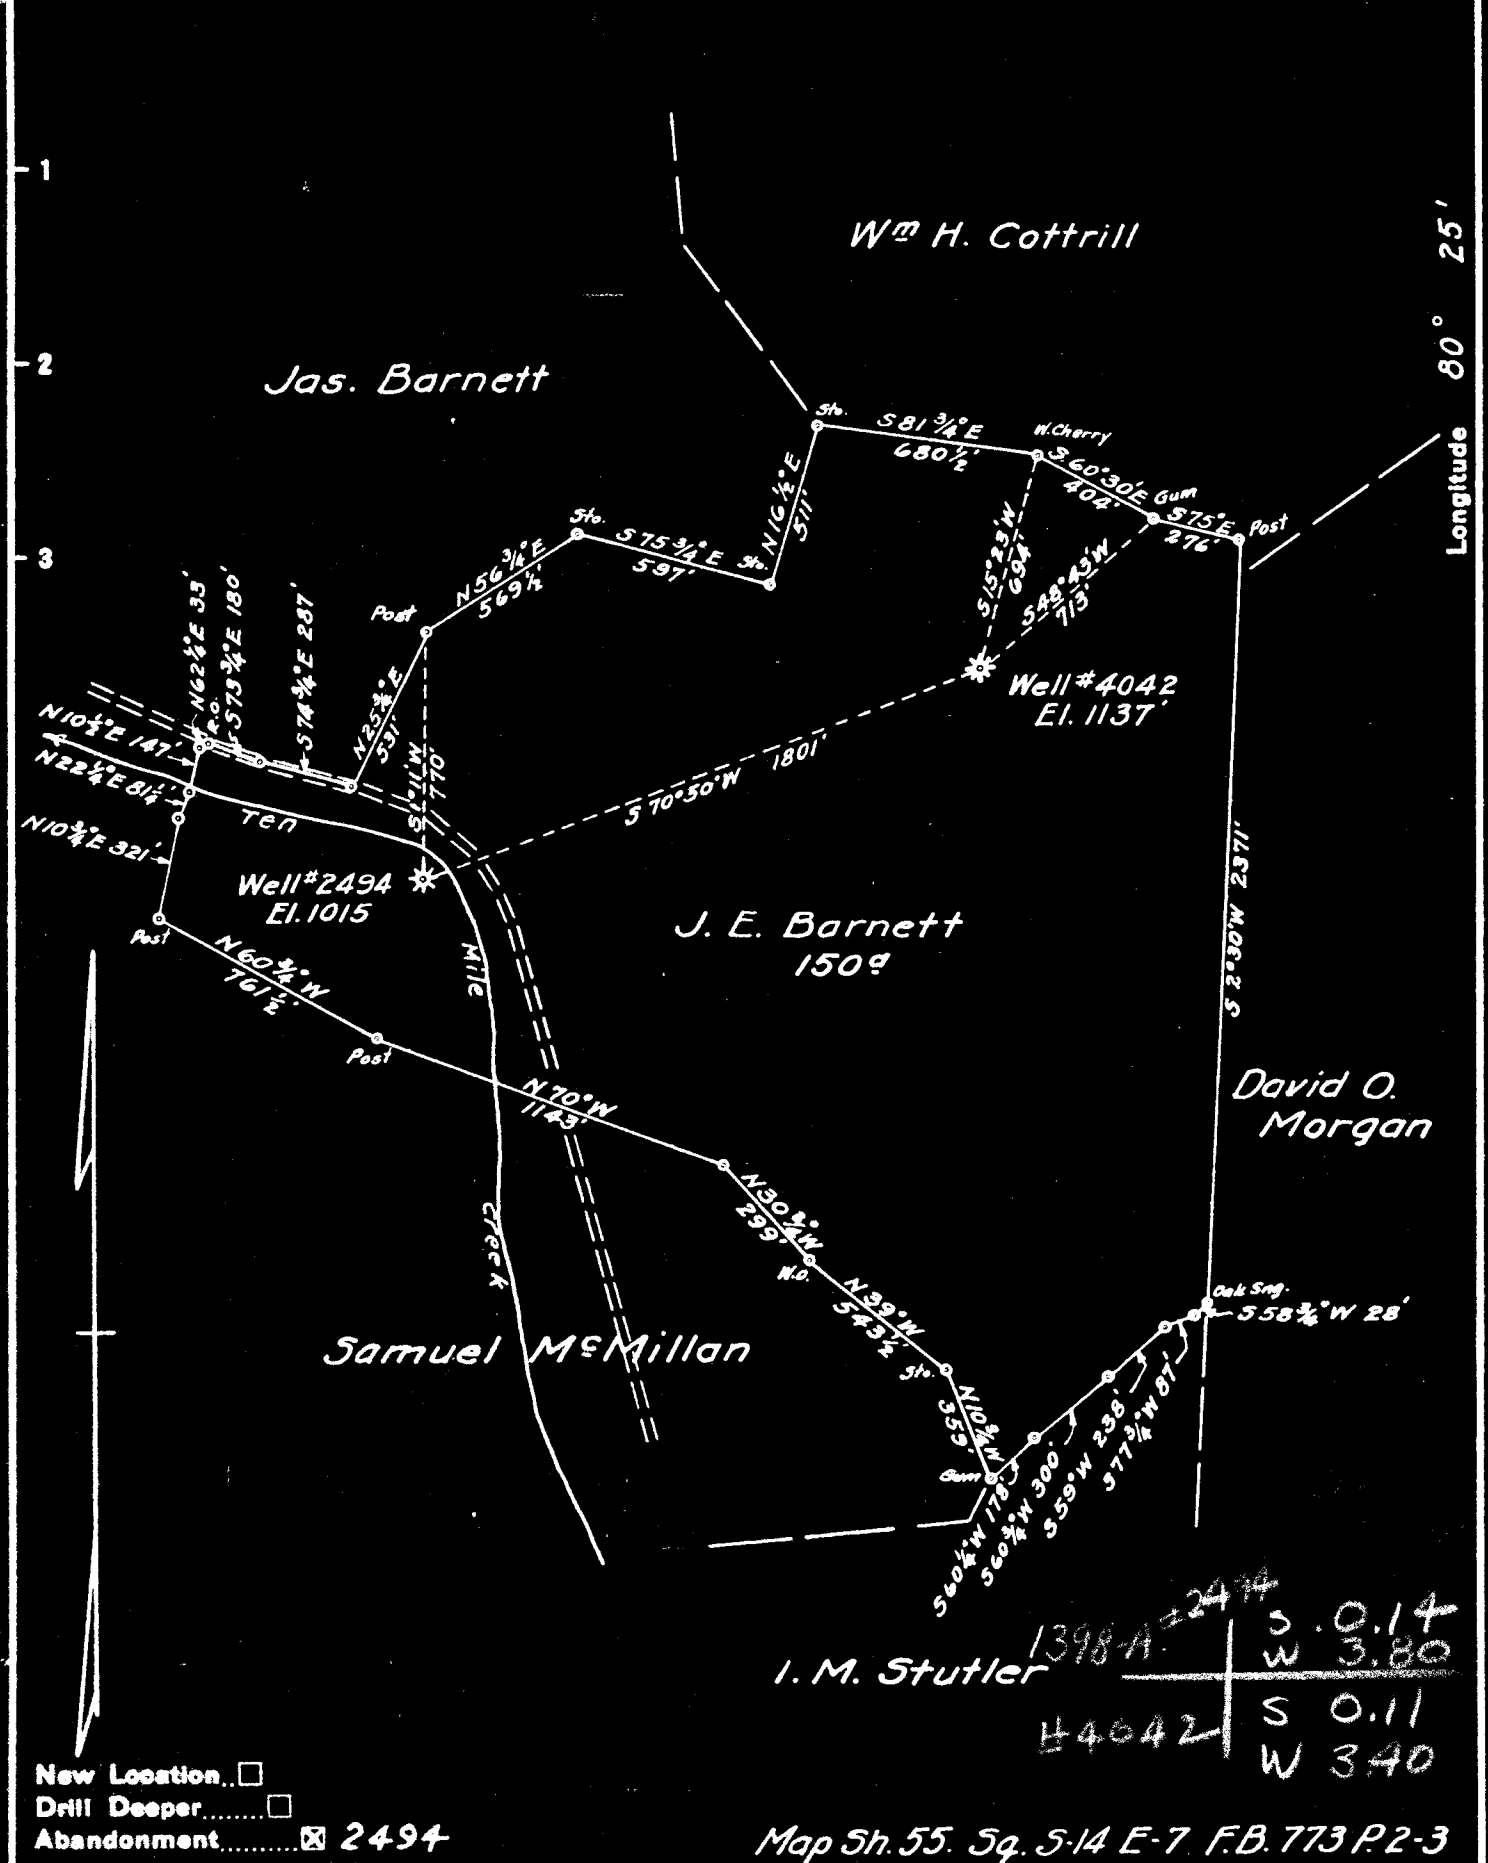 1
Wᵐ H. Cottrill
80° 25'
Longitude
2
Jas. Barnett
Sto.
S 81 3/4° E
680 1/2'
W. Cherry
S. 60° 30' E
404'
Gum
S 75° E
276'
Post
N 16 1/2° E
511'
Sto.
S 75 3/4° E
597'
Sto.
3
N 56 3/4° E
569 1/2'
Post
S 15° 23' W
694'
S 48° 43' W
713'
N 62 1/4° E 33'
R.O.
S 73 3/4° E 180'
S 74 3/4° E 287'
N 25 3/4° E
531'
S 0° 11' W
770'
Well #4042
El. 1137'
N 10 1/2° E 147'
N 22 1/4° E 81 1/4'
N 10 3/4° E 321'
S 70° 50' W 1801'
Ten
Mile
Creek
Well #2494
El. 1015
J. E. Barnett
150ª
S 2° 30' W 2371'
Post
N 60 3/4° W
761 1/2'
Post
N 70° W
1143'
David O.
Morgan
N 30 3/4° W
299'
W.O.
N 39° W
543 1/2'
Oak Sng.
S 58 3/4° W 28'
Samuel McMillan
Sto.
N 10 3/4° W
359'
Gum
S 60 1/4° W 178'
S 60 3/4° W 300'
S 59° W 238'
S 77 3/4° W 87'
I. M. Stutler
1398-A = 2494
S. 0.14
W 3.80
#4042
S 0.11
W 3.40
New Location..☐
Drill Deeper.......☐
Abandonment..........☒ 2494
Map Sh. 55. Sq. S-14 E-7 F.B. 773 P. 2-3